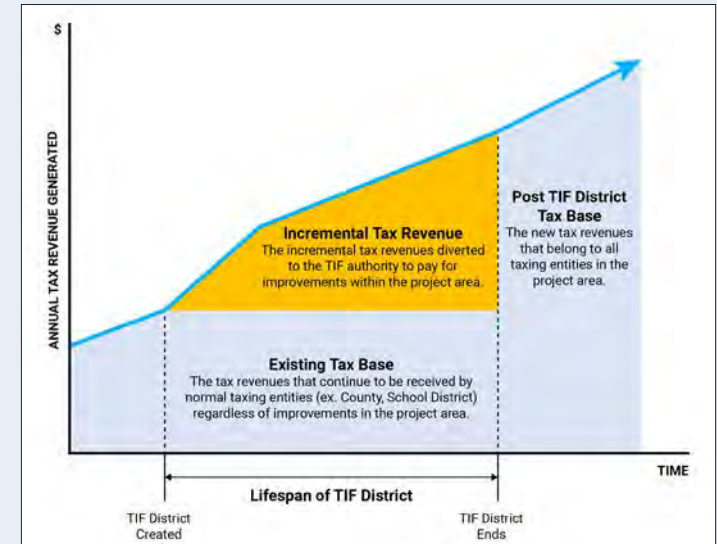 $
ANNUAL TAX REVENUE GENERATED
Incremental Tax Revenue
The incremental tax revenues diverted
to the TIF authority to pay for
improvements within the project area.
Post TIF District
Tax Base
The new tax revenues
that belong to all
taxing entities in the
project area.
Existing Tax Base
The tax revenues that continue to be received by
normal taxing entities (ex. County, School District)
regardless of improvements in the project area.
TIME
Lifespan of TIF District
TIF District
Created
TIF District
Ends